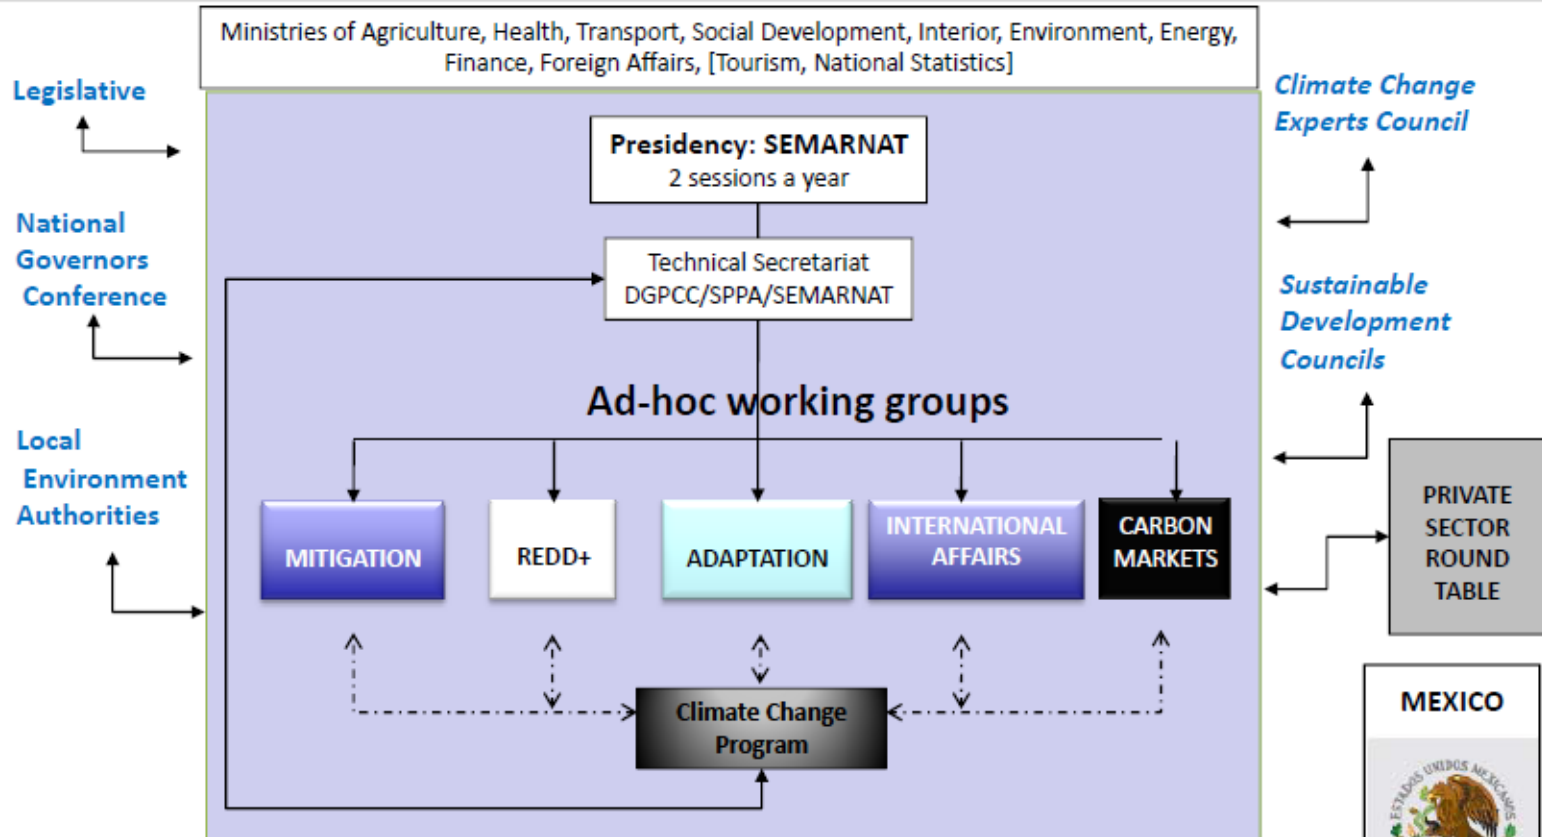 Ministries of Agriculture, Health, Transport, Social Development, Interior, Environment, Energy,
Finance, Foreign Affairs, [Tourism, National Statistics]
Legislative
National
Governors
Conference
Local
Environment
Authorities
Presidency: SEMARNAT
2 sessions a year
Technical Secretariat
DGPCC/SPPA/SEMARNAT
Ad-hoc working groups
MITIGATION
REDD+
ADAPTATION
INTERNATIONAL
AFFAIRS
CARBON
MARKETS
Climate Change
Program
Climate Change
Experts Council
Sustainable
Development
Councils
PRIVATE
SECTOR
ROUND
TABLE
MEXICO
ESTADOS UNIDOS MEXICANOS